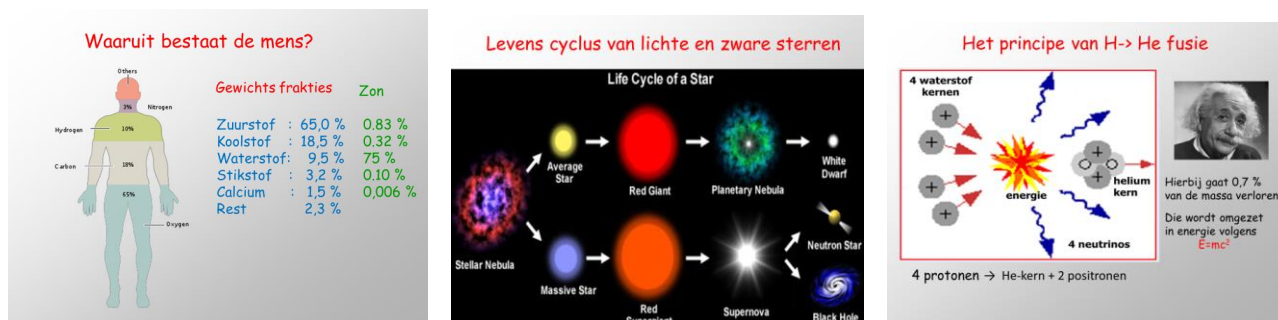 Waaruit bestaat de mens?
Others
3%
Nitrogen
Hydrogen
10%
Carbon
18%
65%
Oxygen
Gewichts frakties
Zon
Zuurstof : 65,0 % 0.83 %
Koolstof : 18,5 % 0.32 %
Waterstof: 9,5 % 75 %
Stikstof : 3,2 % 0.10 %
Calcium : 1,5 % 0,006 %
Rest 2,3 %
Levens cyclus van lichte en zware sterren
Life Cycle of a Star
Average
Star
Red Giant
Planetary Nebula
White
Dwarf
Stellar Nebula
Neutron Star
Massive Star
Red
Supergiant
Supernova
Black Hole
Het principe van H-> He fusie
4 waterstof
kernen
energie
helium
kern
4 neutrinos
Hierbij gaat 0,7 %
van de massa verloren
Die wordt omgezet
in energie volgens
E=mc²
4 protonen → He-kern + 2 positronen